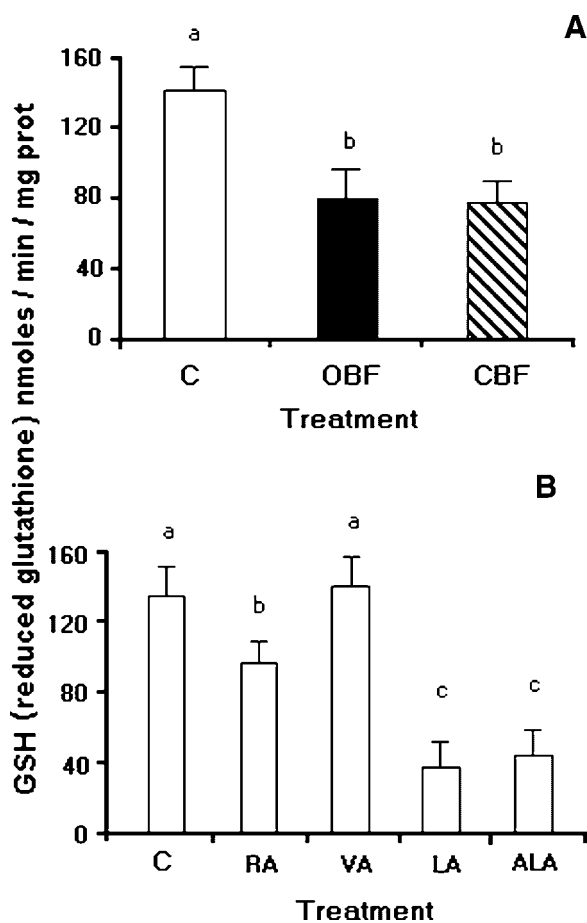 A
GSH (reduced glutathione) nmoles / min / mg prot
160
120
80
40
0
a
b
b
C OBF CBF
Treatment
B
160
120
80
40
0
a
b
a
c
c
C RA VA LA ALA
Treatment